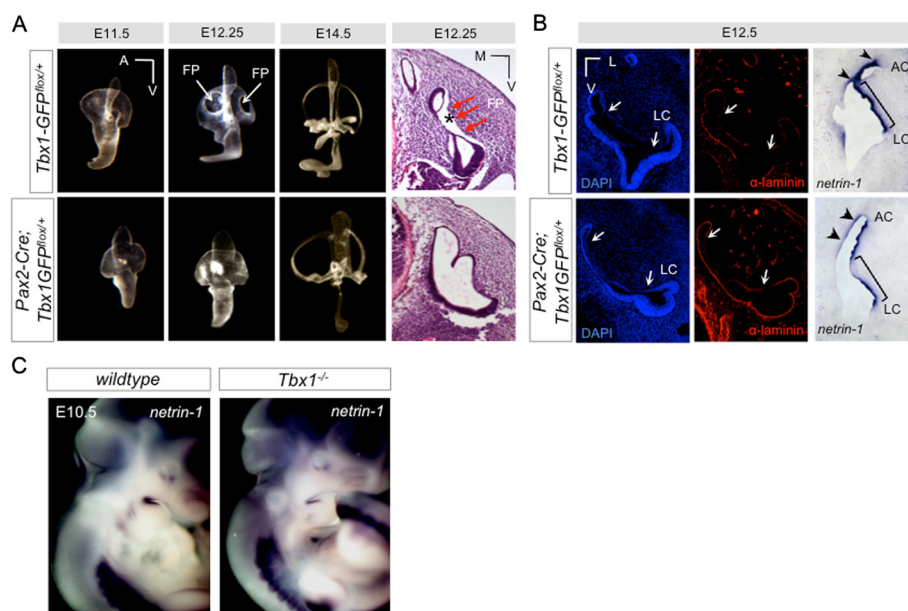 A
E11.5
E12.25
E14.5
E12.25
Tbx1-GFPflox/+
A
V
FP
FP
M
V
FP
*
Pax2-Cre;
Tbx1GFPflox/+
B
E12.5
Tbx1-GFPflox/+
L
V
LC
DAPI
α-laminin
AC
LC
netrin-1
Pax2-Cre;
Tbx1GFPflox/+
LC
DAPI
α-laminin
AC
LC
netrin-1
C
wildtype
Tbx1-/-
E10.5
netrin-1
netrin-1